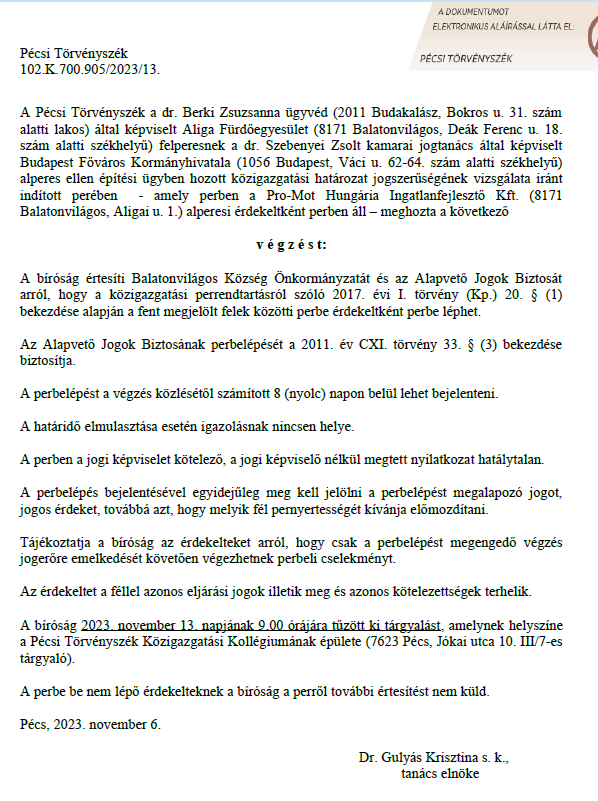 A DOKUMENTUMOT
ELEKTRONIKUS ALÁÍRÁSSAL LÁTTA EL:
PÉCSI TÖRVÉNYSZÉK
Pécsi Törvényszék
102.K.700.905/2023/13.
A Pécsi Törvényszék a dr. Berki Zsuzsanna ügyvéd (2011 Budakalász, Bokros u. 31. szám
alatti lakos) által képviselt Aliga Fürdőegyesület (8171 Balatonvilágos, Deák Ferenc u. 18.
szám alatti székhelyű) felperesnek a dr. Szebenyei Zsolt kamarai jogtanács által képviselt
Budapest Főváros Kormányhivatala (1056 Budapest, Váci u. 62-64. szám alatti székhelyű)
alperes ellen építési ügyben hozott közigazgatási határozat jogszerűségének vizsgálata iránt
indított perében - amely perben a Pro-Mot Hungária Ingatlanfejlesztő Kft. (8171
Balatonvilágos, Aligai u. 1.) alperesi érdekeltként perben áll – meghozta a következő
v é g z é s t:
A bíróság értesíti Balatonvilágos Község Önkormányzatát és az Alapvető Jogok Biztosát
arról, hogy a közigazgatási perrendtartásról szóló 2017. évi I. törvény (Kp.) 20. § (1)
bekezdése alapján a fent megjelölt felek közötti perbe érdekeltként perbe léphet.
Az Alapvető Jogok Biztosának perbelépését a 2011. év CXI. törvény 33. § (3) bekezdése
biztosítja.
A perbelépést a végzés közlésétől számított 8 (nyolc) napon belül lehet bejelenteni.
A határidő elmulasztása esetén igazolásnak nincsen helye.
A perben a jogi képviselet kötelező, a jogi képviselő nélkül megtett nyilatkozat hatálytalan.
A perbelépés bejelentésével egyidejűleg meg kell jelölni a perbelépést megalapozó jogot,
jogos érdeket, továbbá azt, hogy melyik fél pernyertességét kívánja előmozdítani.
Tájékoztatja a bíróság az érdekelteket arról, hogy csak a perbelépést megengedő végzés
jogerőre emelkedését követően végezhetnek perbeli cselekményt.
Az érdekeltet a féllel azonos eljárási jogok illetik meg és azonos kötelezettségek terhelik.
A bíróság 2023. november 13. napjának 9.00 órájára tűzött ki tárgyalást, amelynek helyszíne
a Pécsi Törvényszék Közigazgatási Kollégiumának épülete (7623 Pécs, Jókai utca 10. III/7-es
tárgyaló).
A perbe be nem lépő érdekelteknek a bíróság a perről további értesítést nem küld.
Pécs, 2023. november 6.
Dr. Gulyás Krisztina s. k.,
tanács elnöke